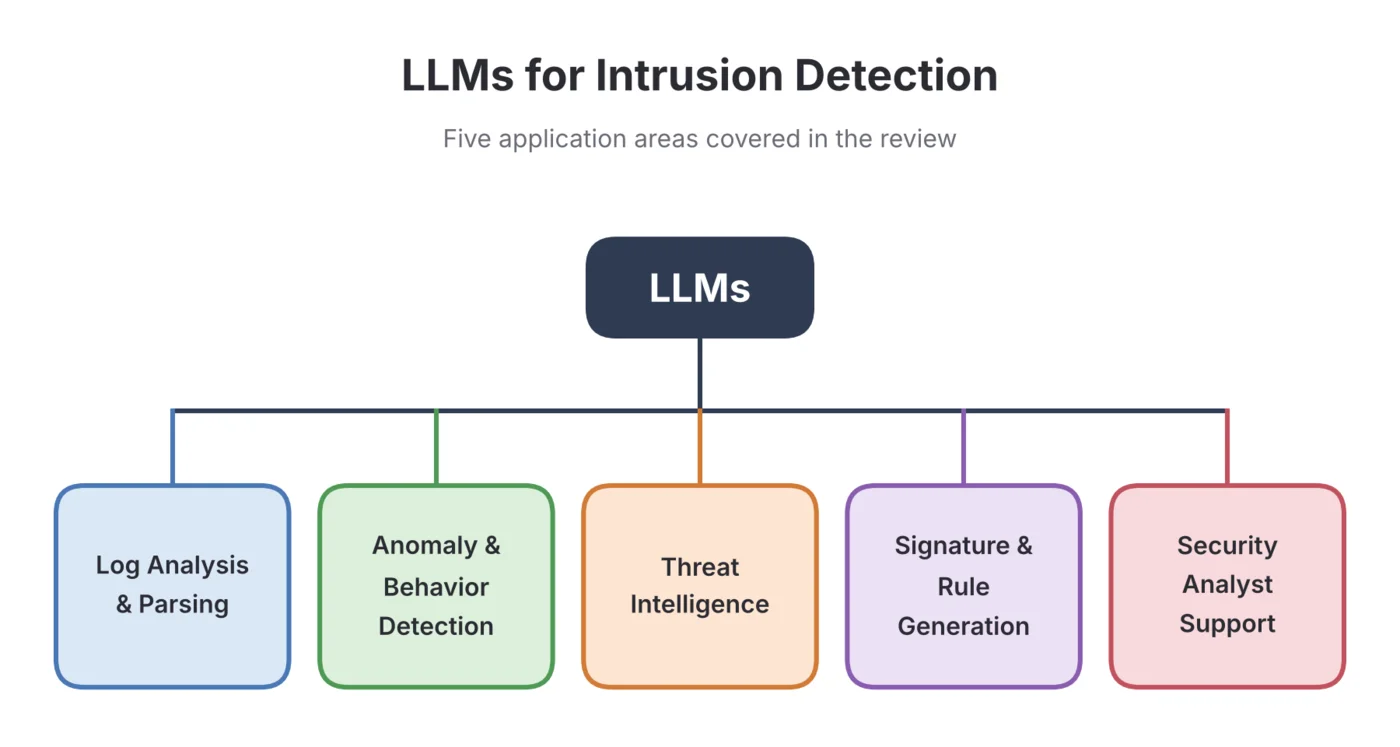 LLMs for Intrusion Detection
Five application areas covered in the review
LLMs
Log Analysis
& Parsing
Anomaly &
Behavior
Detection
Threat
Intelligence
Signature &
Rule
Generation
Security
Analyst
Support